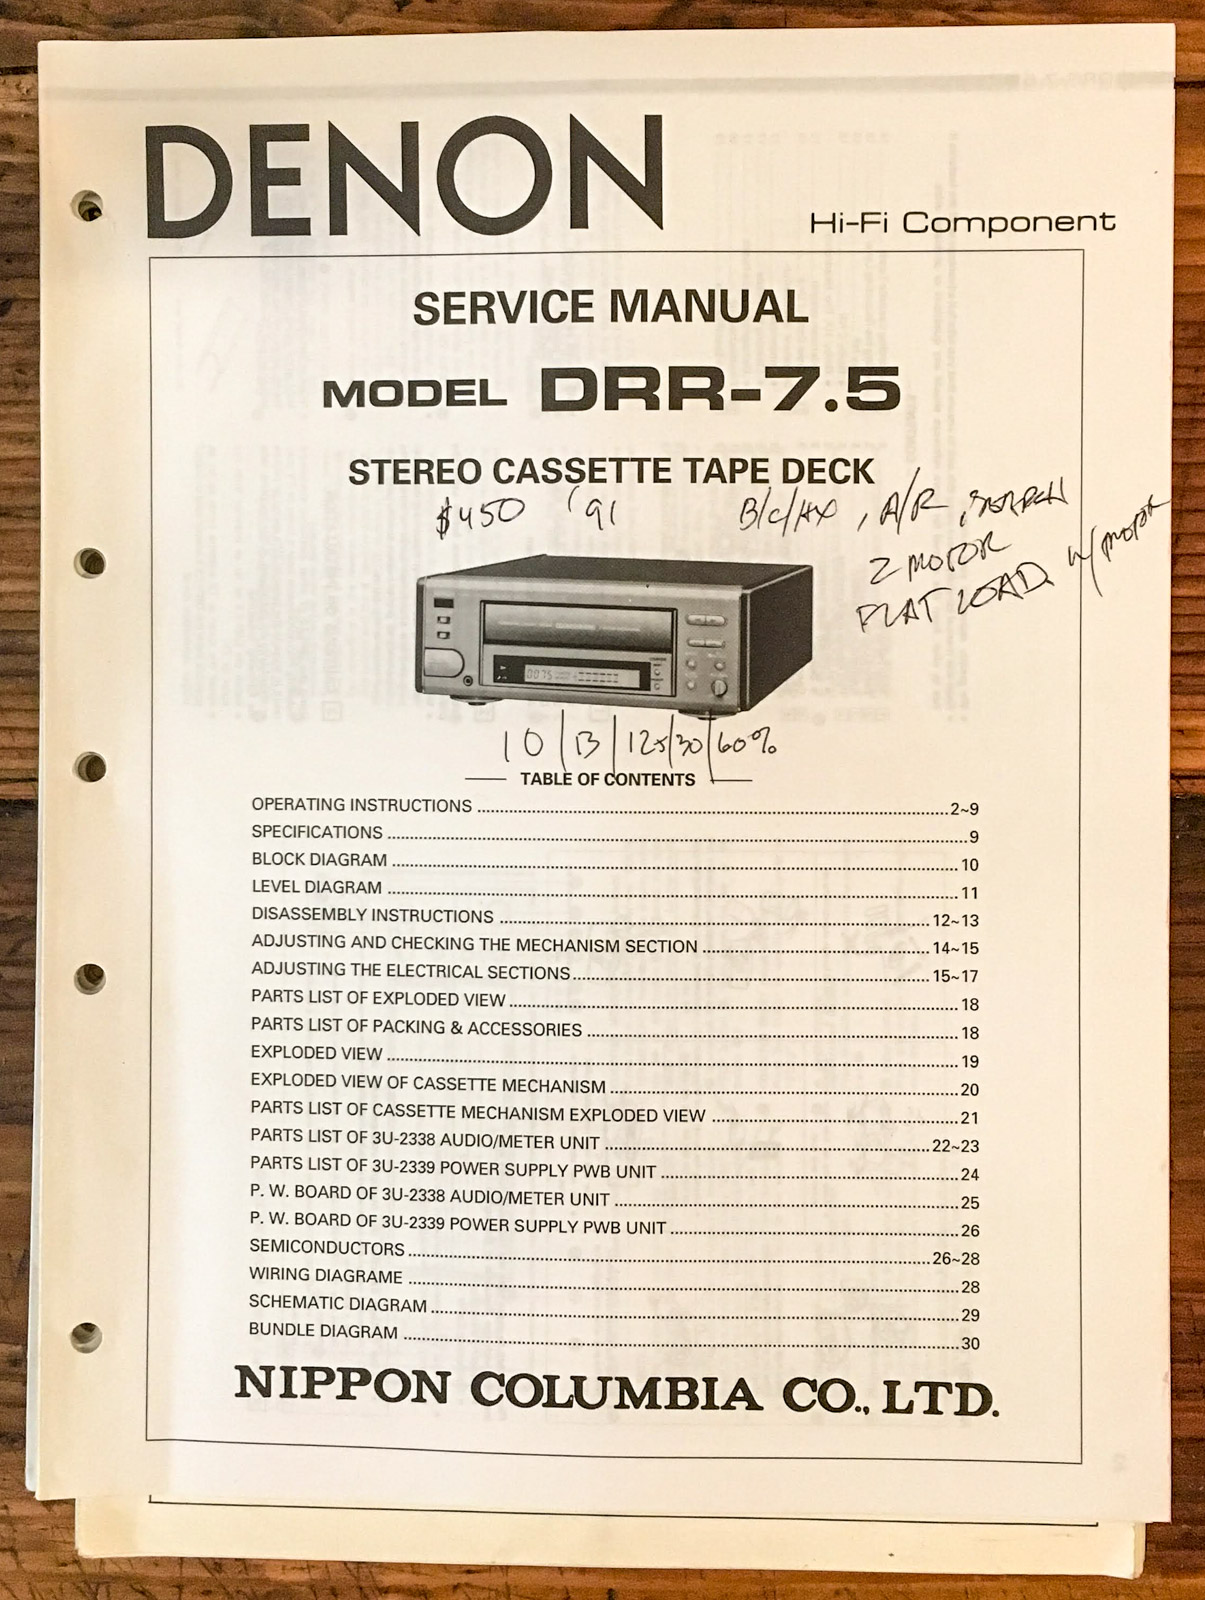 DENON
Hi-Fi Component
SERVICE MANUAL
MODEL DRR-7.5
STEREO CASSETTE TAPE DECK
$450 '91 B/C/HX, A/R, SEARCH
2 MOTOR
FLAT LOAD w/motor
10 | B | 125/30/60%
TABLE OF CONTENTS
OPERATING INSTRUCTIONS ........ 2~9
SPECIFICATIONS ........ 9
BLOCK DIAGRAM ........ 10
LEVEL DIAGRAM ........ 11
DISASSEMBLY INSTRUCTIONS ........ 12~13
ADJUSTING AND CHECKING THE MECHANISM SECTION ........ 14~15
ADJUSTING THE ELECTRICAL SECTIONS ........ 15~17
PARTS LIST OF EXPLODED VIEW ........ 18
PARTS LIST OF PACKING & ACCESSORIES ........ 18
EXPLODED VIEW ........ 19
EXPLODED VIEW OF CASSETTE MECHANISM ........ 20
PARTS LIST OF CASSETTE MECHANISM EXPLODED VIEW ........ 21
PARTS LIST OF 3U-2338 AUDIO/METER UNIT ........ 22~23
PARTS LIST OF 3U-2339 POWER SUPPLY PWB UNIT ........ 24
P. W. BOARD OF 3U-2338 AUDIO/METER UNIT ........ 25
P. W. BOARD OF 3U-2339 POWER SUPPLY PWB UNIT ........ 26
SEMICONDUCTORS ........ 26~28
WIRING DIAGRAME ........ 28
SCHEMATIC DIAGRAM ........ 29
BUNDLE DIAGRAM ........ 30
NIPPON COLUMBIA CO., LTD.